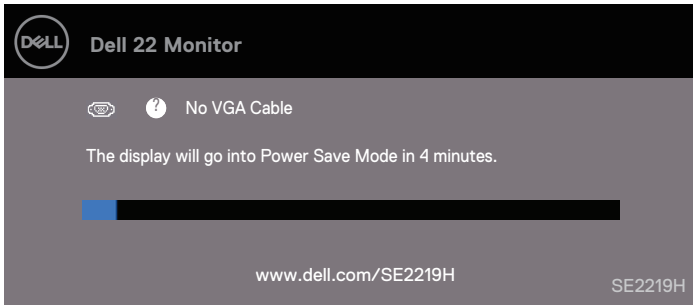 DELL
Dell 22 Monitor
? No VGA Cable
The display will go into Power Save Mode in 4 minutes.
www.dell.com/SE2219H
SE2219H